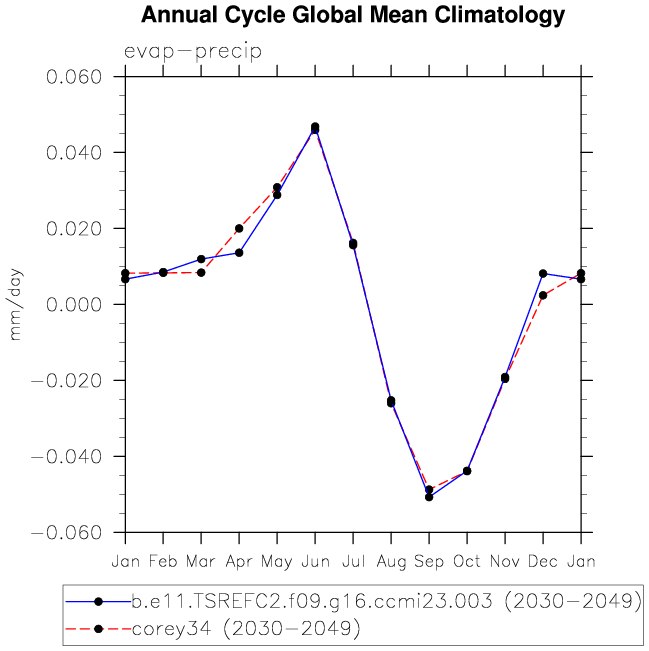 Annual Cycle Global Mean Climatology
evap-precip
0.060
0.040
0.020
0.000
-0.020
-0.040
-0.060
mm/day
Jan Feb Mar Apr May Jun Jul Aug Sep Oct Nov Dec Jan
b.e11.TSREFC2.f09.g16.ccmi23.003 (2030-2049)
corey34 (2030-2049)